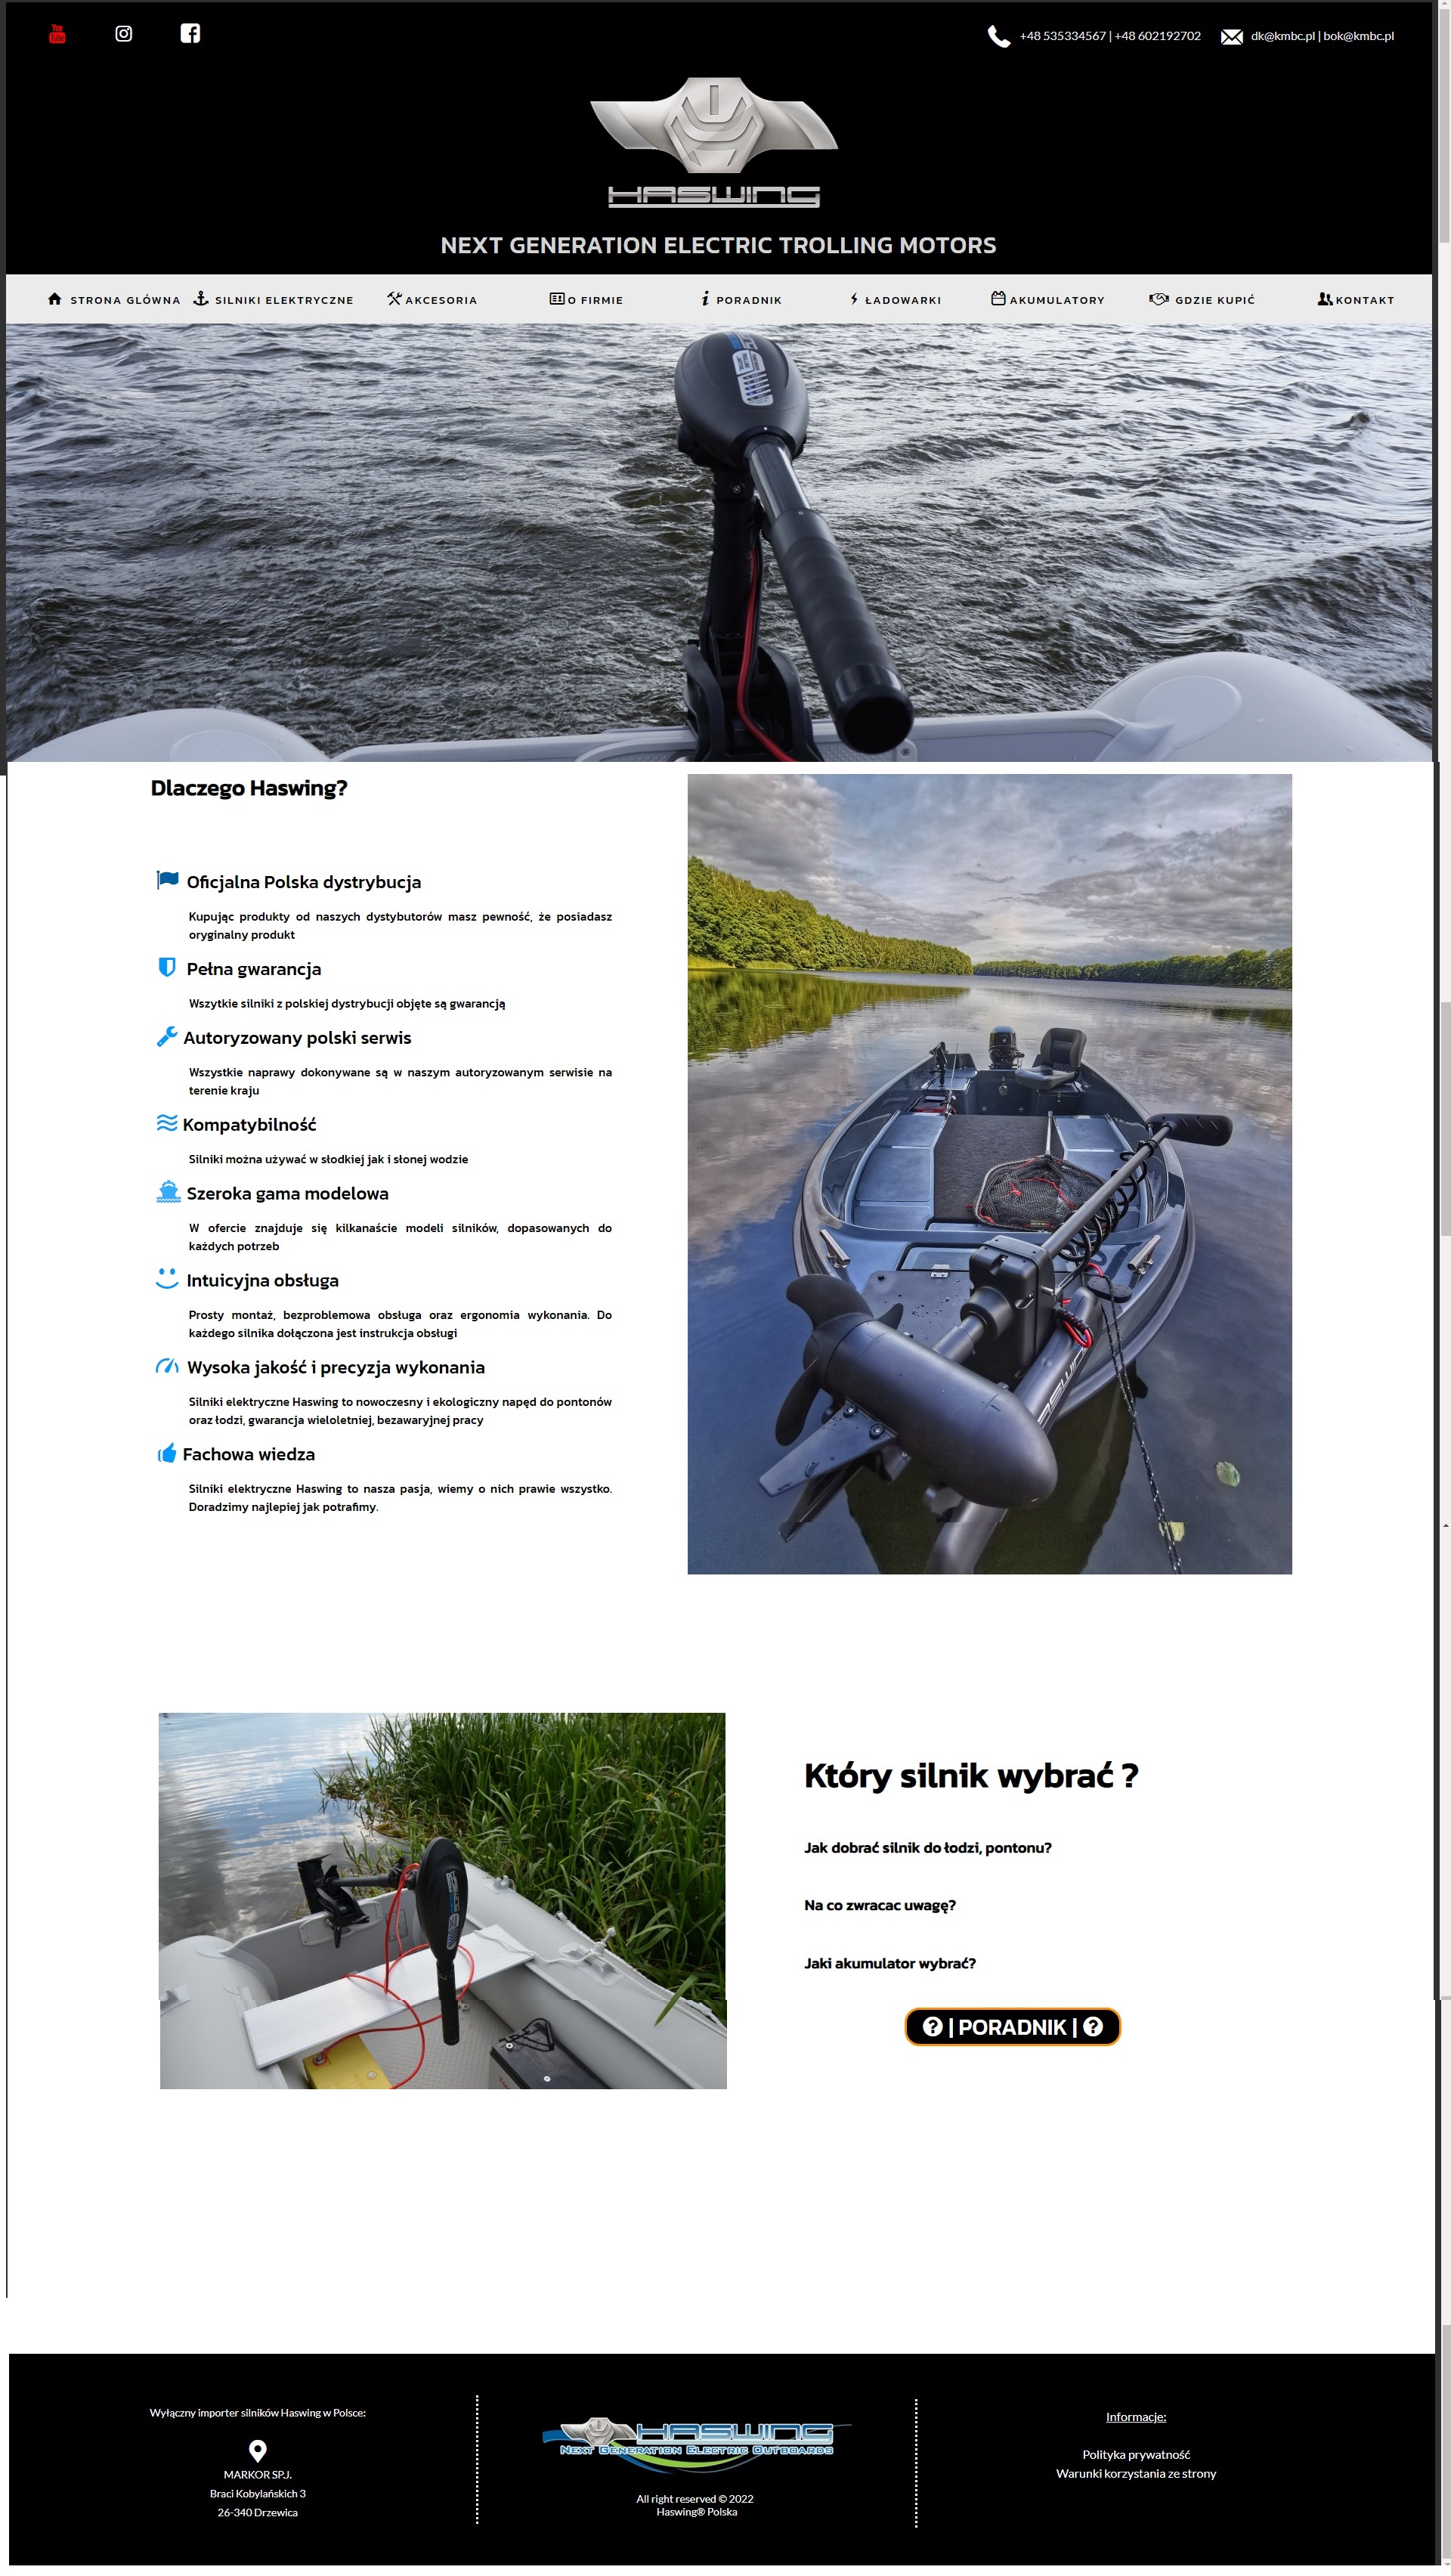 You
Tube
+48 535334567 | +48 602192702
dk@kmbc.pl | bok@kmbc.pl
HASWING
NEXT GENERATION ELECTRIC TROLLING MOTORS
STRONA GLÓWNA
SILNIKI ELEKTRYCZNE
AKCESORIA
O FIRMIE
PORADNIK
ŁADOWARKI
AKUMULATORY
GDZIE KUPIĆ
KONTAKT
Dlaczego Haswing?
Oficjalna Polska dystrybucja
Kupując produkty od naszych dystybutorów masz pewność, że posiadasz
oryginalny produkt
Pełna gwarancja
Wszytkie silniki z polskiej dystrybucji objęte są gwarancją
Autoryzowany polski serwis
Wszystkie naprawy dokonywane są w naszym autoryzowanym serwisie na
terenie kraju
Kompatybilność
Silniki można używać w słodkiej jak i słonej wodzie
Szeroka gama modelowa
W ofercie znajduje się kilkanaście modeli silników, dopasowanych do
każdych potrzeb
Intuicyjna obsługa
Prosty montaż, bezproblemowa obsługa oraz ergonomia wykonania. Do
każdego silnika dołączona jest instrukcja obsługi
Wysoka jakość i precyzja wykonania
Silniki elektryczne Haswing to nowoczesny i ekologiczny napęd do pontonów
oraz łodzi, gwarancja wieloletniej, bezawaryjnej pracy
Fachowa wiedza
Silniki elektryczne Haswing to nasza pasja, wiemy o nich prawie wszystko.
Doradzimy najlepiej jak potrafimy.
Który silnik wybrać ?
Jak dobrać silnik do łodzi, pontonu?
Na co zwracac uwagę?
Jaki akumulator wybrać?
| PORADNIK |
Wyłączny importer silników Haswing w Polsce:
MARKOR SP.J.
Braci Kobylańskich 3
26-340 Drzewica
HASWING
NEXT GENERATION ELECTRIC OUTBOARDS
All right reserved © 2022
Haswing® Polska
Informacje:
Polityka prywatność
Warunki korzystania ze strony